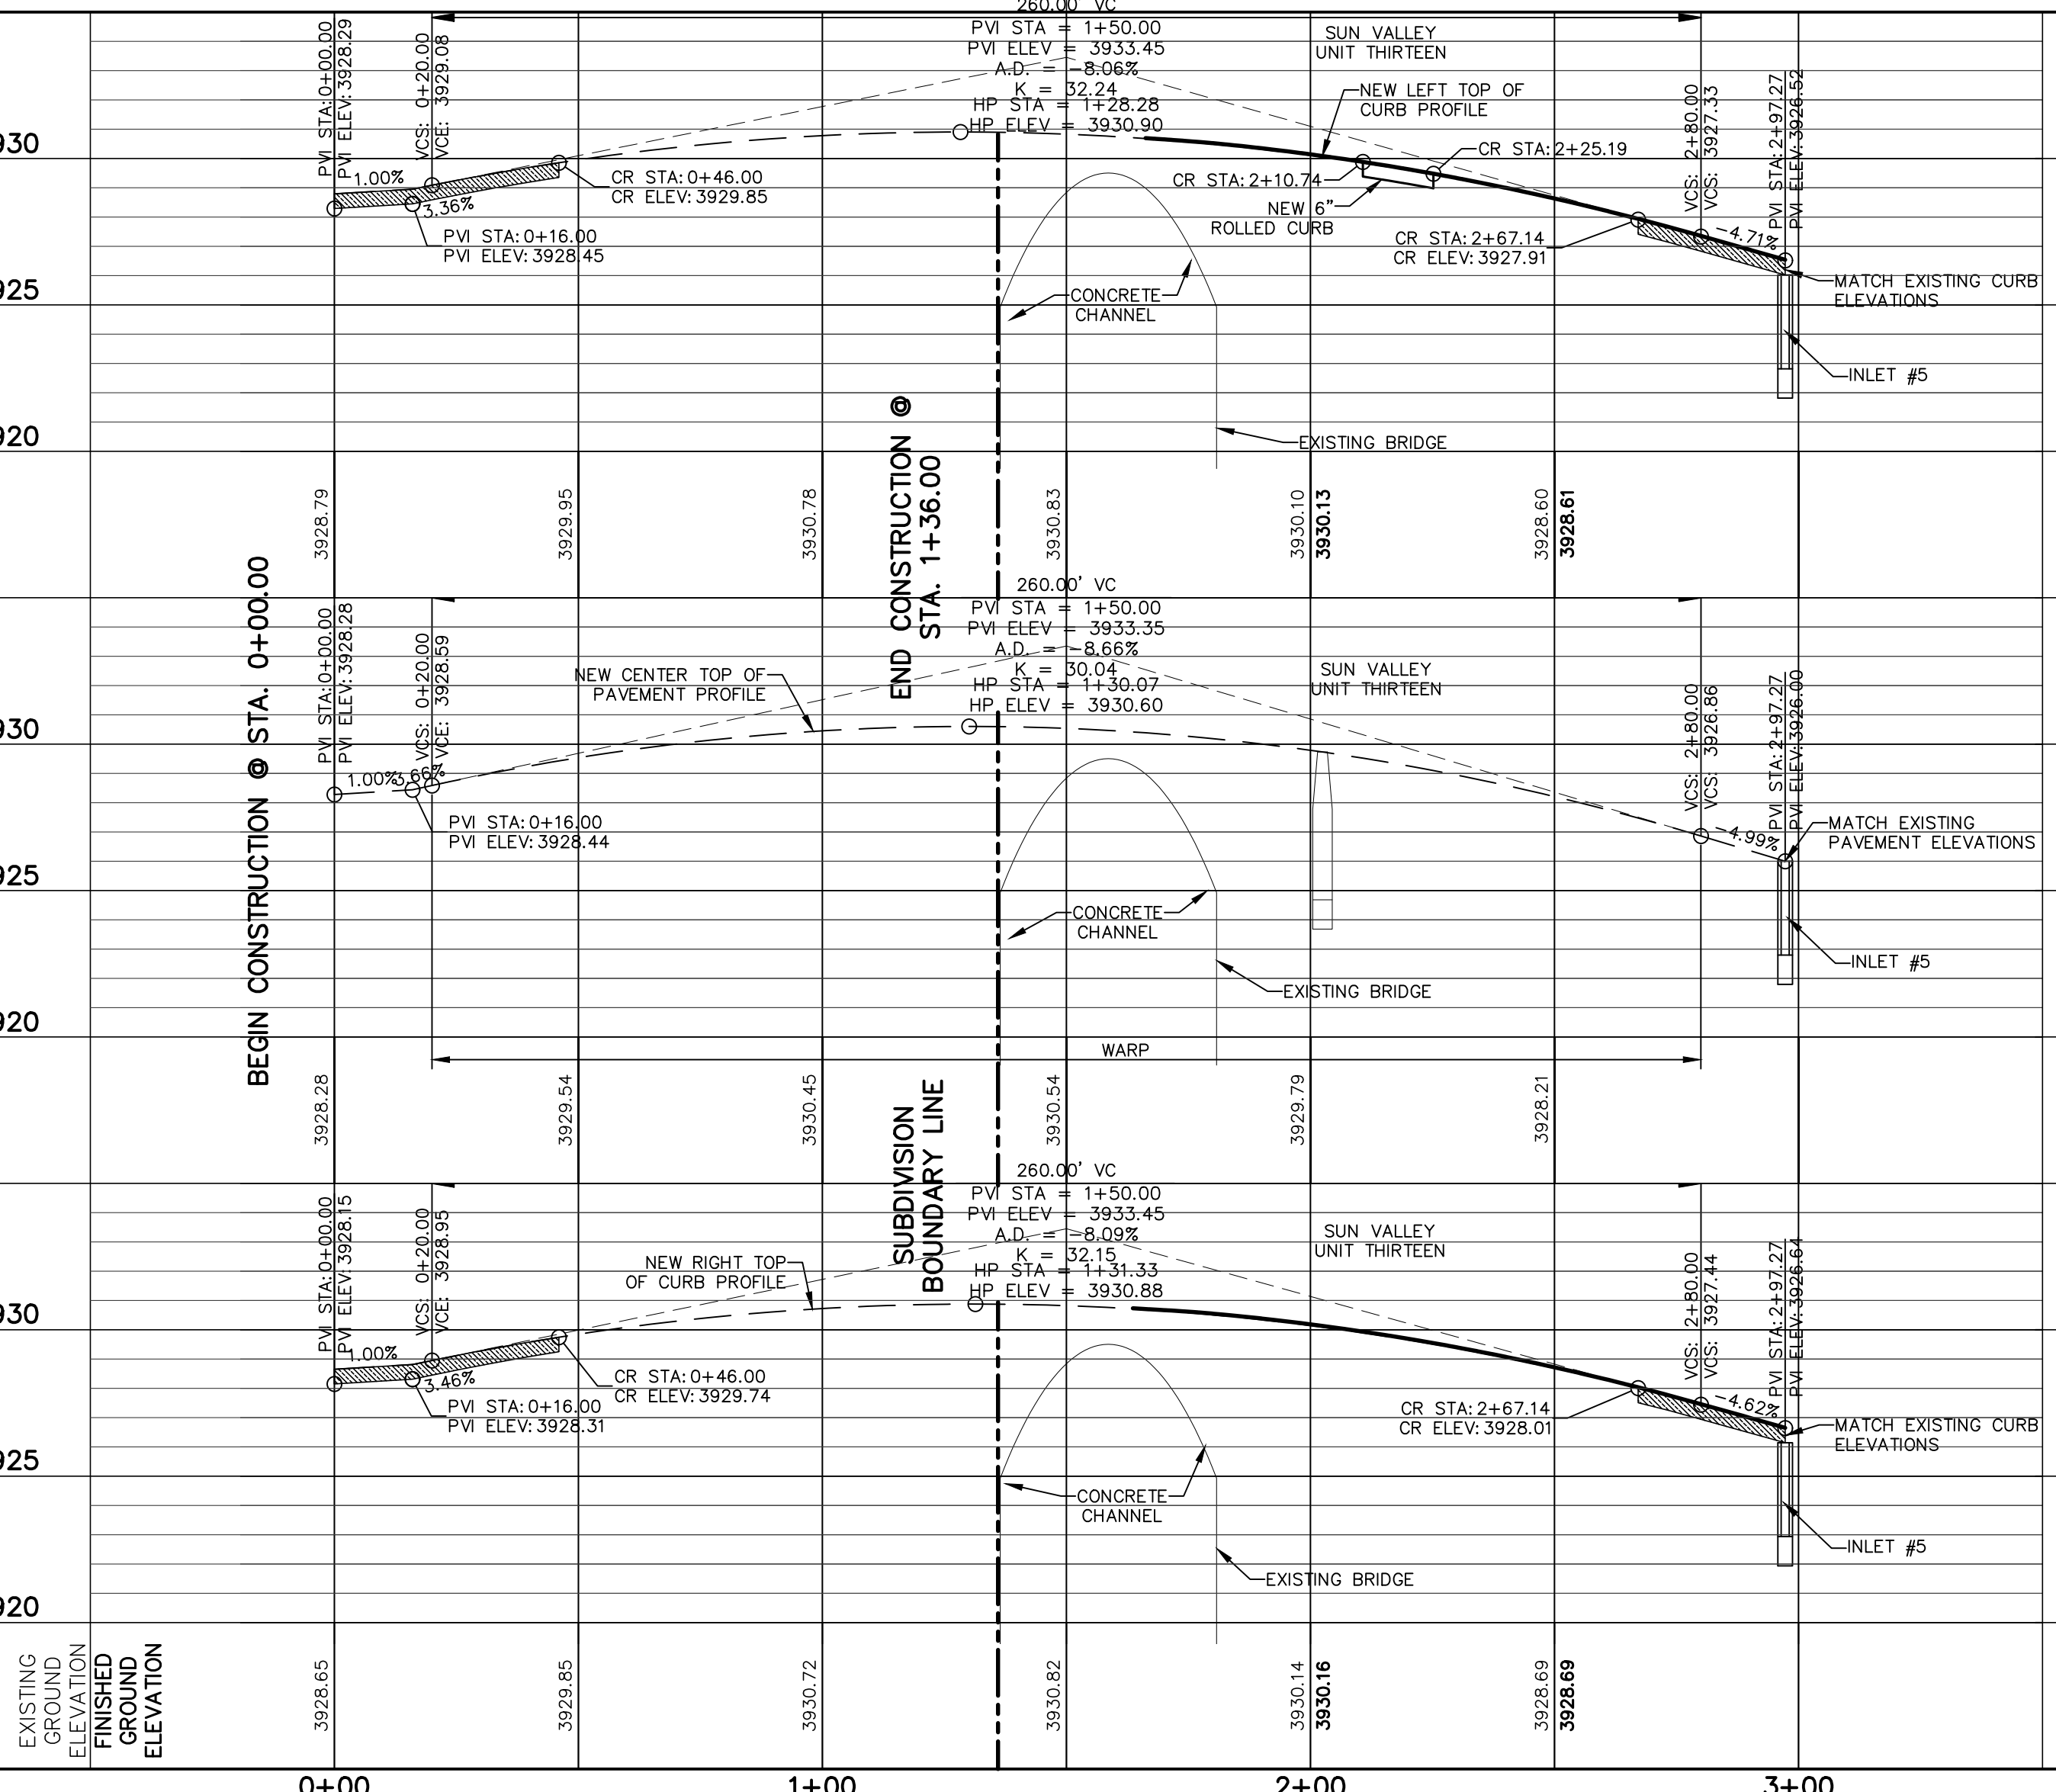 260.00' VC
PVI STA = 1+50.00
PVI ELEV = 3933.45
A.D. = -8.06%
K = 32.24
HP STA = 1+28.28
HP ELEV = 3930.90
SUN VALLEY
UNIT THIRTEEN
PVI STA: 0+00.00
PVI ELEV: 3928.29
VCS: 0+20.00
VCE: 3929.08
NEW LEFT TOP OF
CURB PROFILE
VCS: 2+80.00
VCS: 3927.33
PVI STA: 2+97.27
PVI ELEV: 3926.52
930
1.00%
3.36%
CR STA: 0+46.00
CR ELEV: 3929.85
PVI STA: 0+16.00
PVI ELEV: 3928.45
CR STA: 2+25.19
CR STA: 2+10.74
NEW 6”
ROLLED CURB
CR STA: 2+67.14
CR ELEV: 3927.91
-4.71%
MATCH EXISTING CURB
ELEVATIONS
925
CONCRETE
CHANNEL
INLET #5
920
EXISTING BRIDGE
END CONSTRUCTION @
STA. 1+36.00
3928.79
3929.95
3930.78
3930.83
3930.10
3930.13
3928.60
3928.61
BEGIN CONSTRUCTION @ STA. 0+00.00
260.00' VC
PVI STA = 1+50.00
PVI ELEV = 3933.35
A.D. = -8.66%
K = 30.04
HP STA = 1+30.07
HP ELEV = 3930.60
PVI STA: 0+00.00
PVI ELEV: 3928.28
VCS: 0+20.00
VCE: 3928.59
NEW CENTER TOP OF
PAVEMENT PROFILE
SUN VALLEY
UNIT THIRTEEN
VCS: 2+80.00
VCS: 3926.86
PVI STA: 2+97.27
PVI ELEV: 3926.00
930
1.00%
3.66%
PVI STA: 0+16.00
PVI ELEV: 3928.44
-4.99%
MATCH EXISTING
PAVEMENT ELEVATIONS
925
CONCRETE
CHANNEL
INLET #5
EXISTING BRIDGE
920
WARP
3928.28
3929.54
3930.45
3930.54
3929.79
3928.21
SUBDIVISION
BOUNDARY LINE
260.00' VC
PVI STA = 1+50.00
PVI ELEV = 3933.45
A.D. = -8.09%
K = 32.15
HP STA = 1+31.33
HP ELEV = 3930.88
PVI STA: 0+00.00
PVI ELEV: 3928.15
VCS: 0+20.00
VCE: 3928.95
NEW RIGHT TOP
OF CURB PROFILE
SUN VALLEY
UNIT THIRTEEN
VCS: 2+80.00
VCS: 3927.44
PVI STA: 2+97.27
PVI ELEV: 3926.64
930
1.00%
3.46%
CR STA: 0+46.00
CR ELEV: 3929.74
PVI STA: 0+16.00
PVI ELEV: 3928.31
CR STA: 2+67.14
CR ELEV: 3928.01
-4.62%
MATCH EXISTING CURB
ELEVATIONS
925
CONCRETE
CHANNEL
INLET #5
EXISTING BRIDGE
920
EXISTING
GROUND
ELEVATION
FINISHED
GROUND
ELEVATION
3928.65
3929.85
3930.72
3930.82
3930.14
3930.16
3928.69
3928.69
0+00
1+00
2+00
3+00